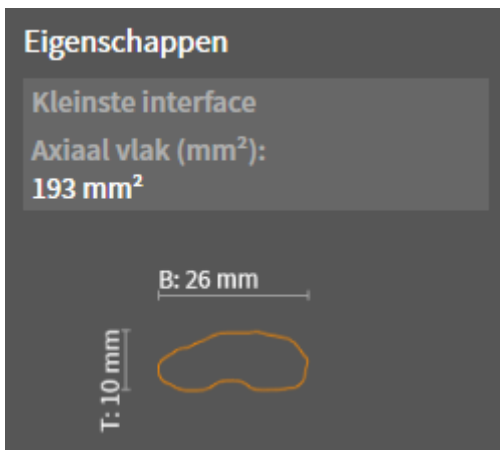 Eigenschappen
Kleinste interface
Axiaal vlak (mm²):
193 mm²
B: 26 mm
T: 10 mm